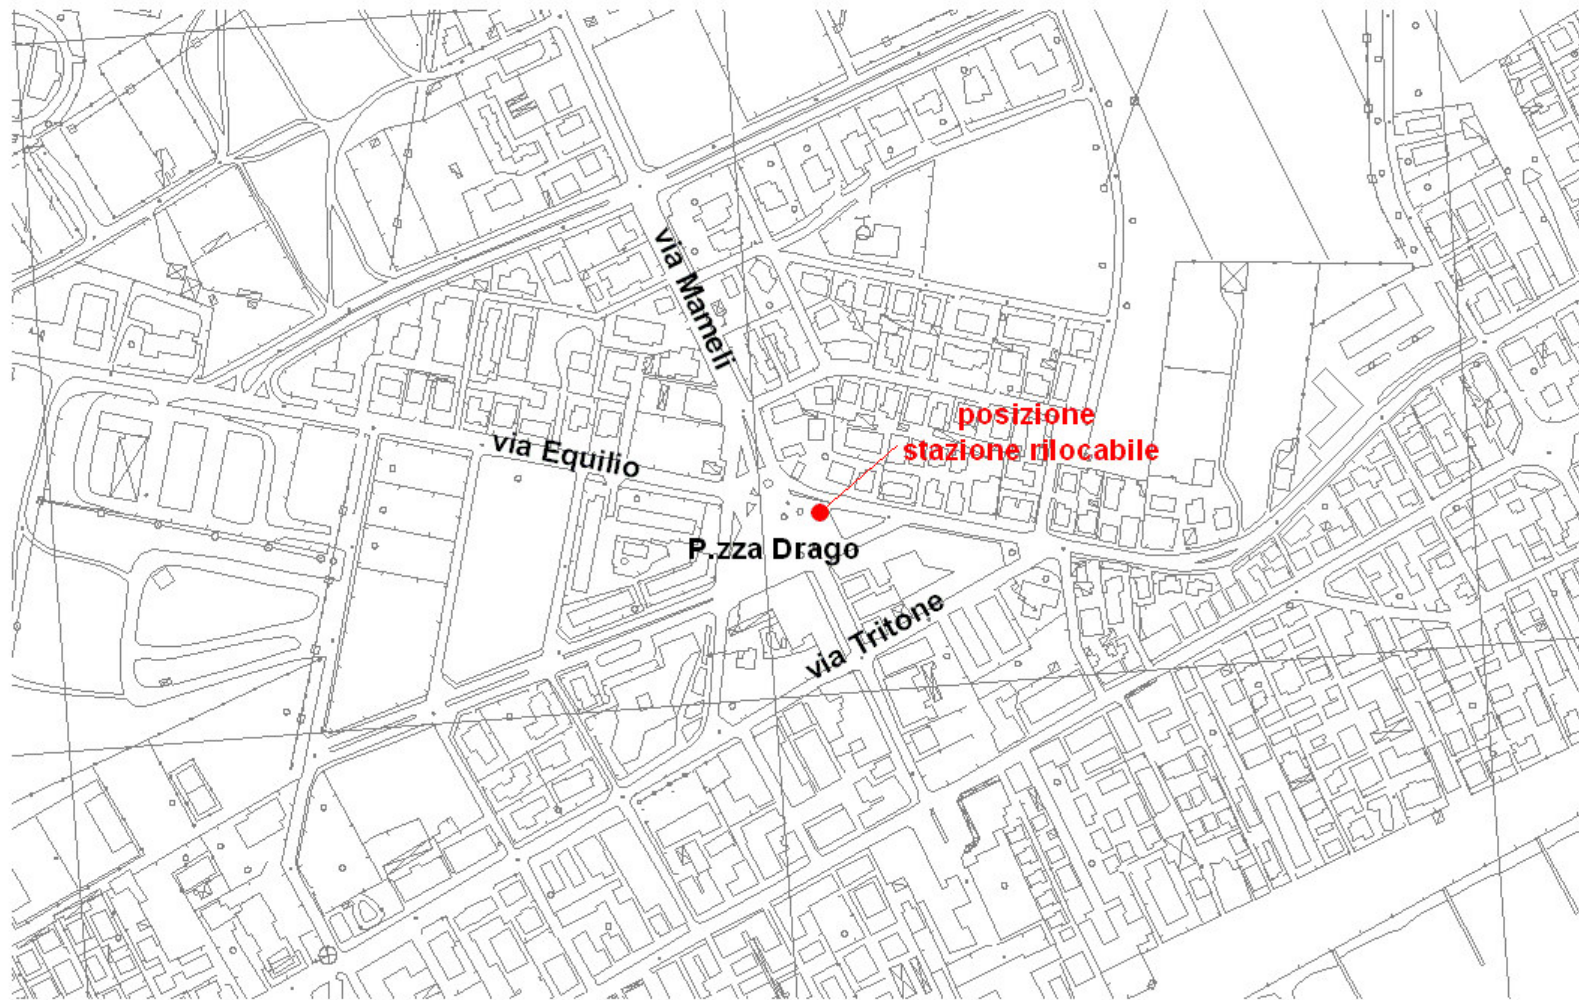 via Mameli
posizione
stazione rilocabile
via Equilio
P.zza Drago
via Tritone